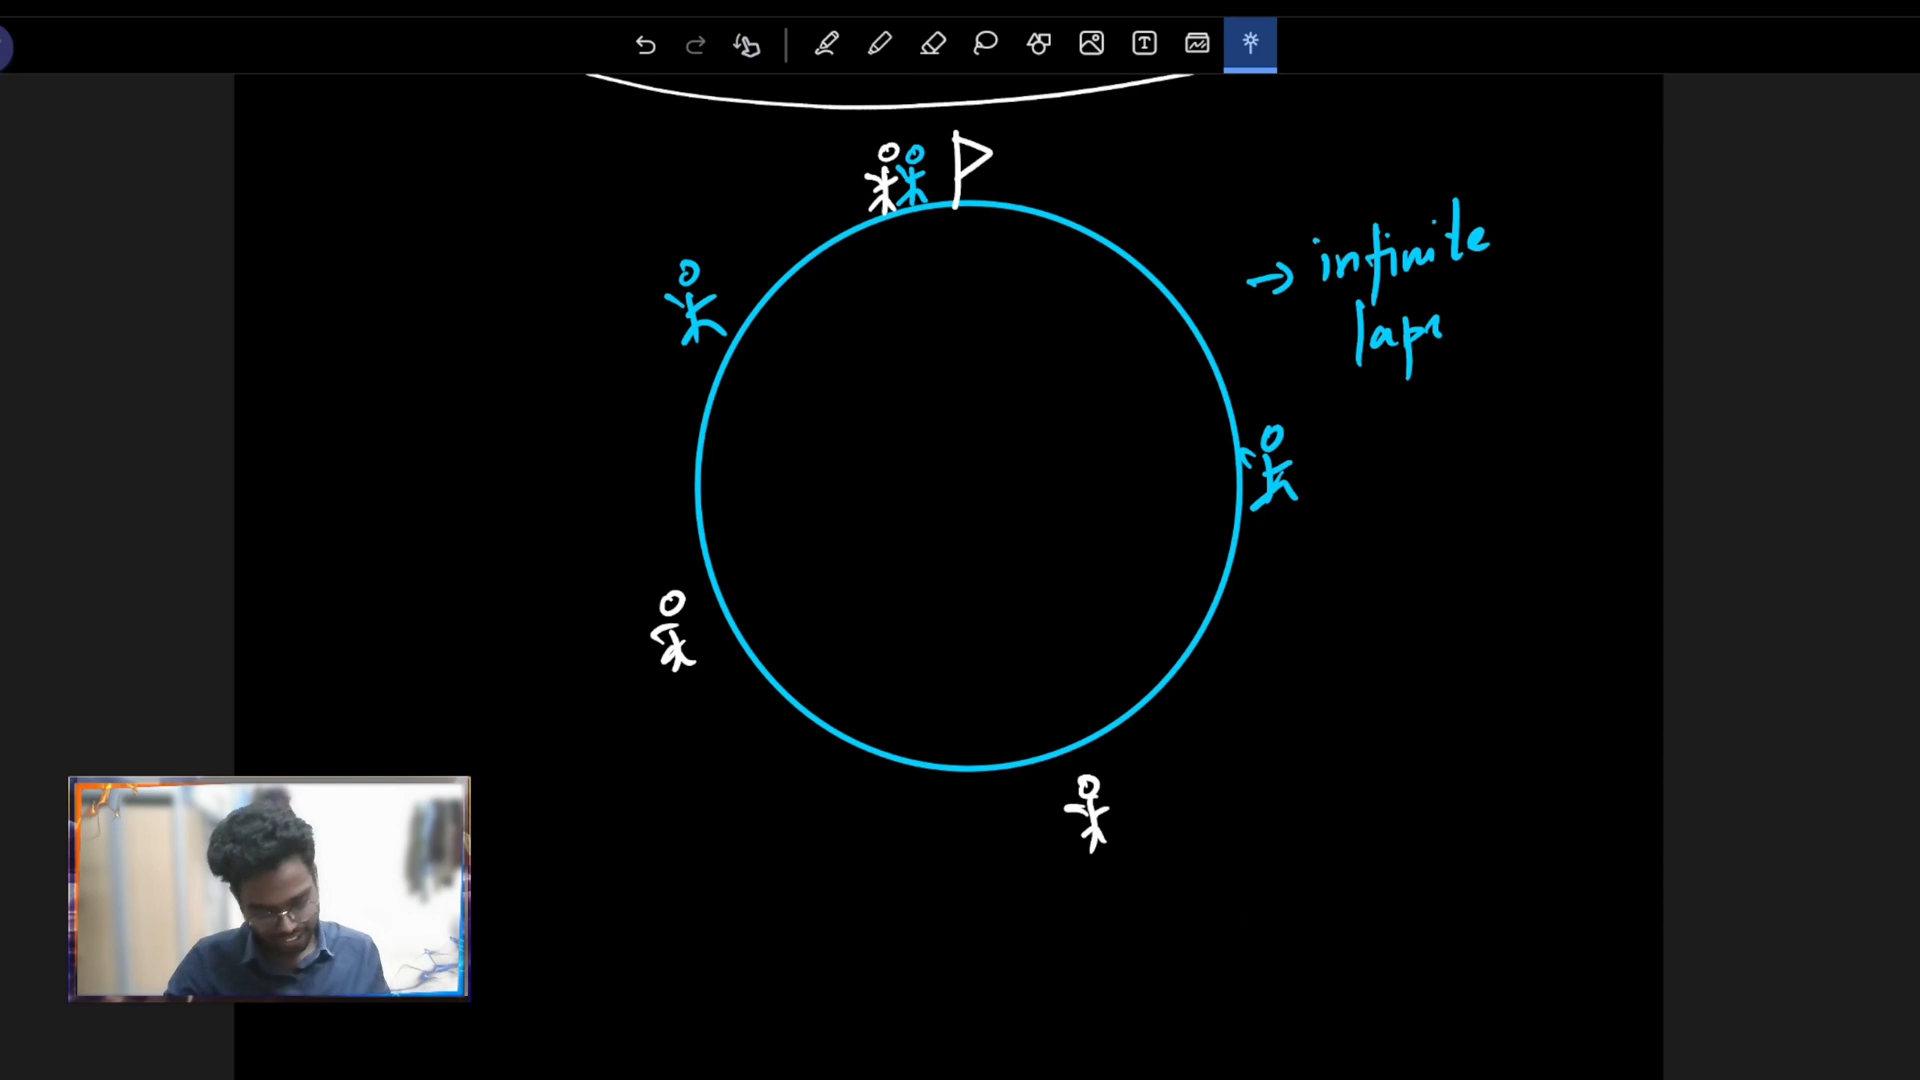 → infinite
laps